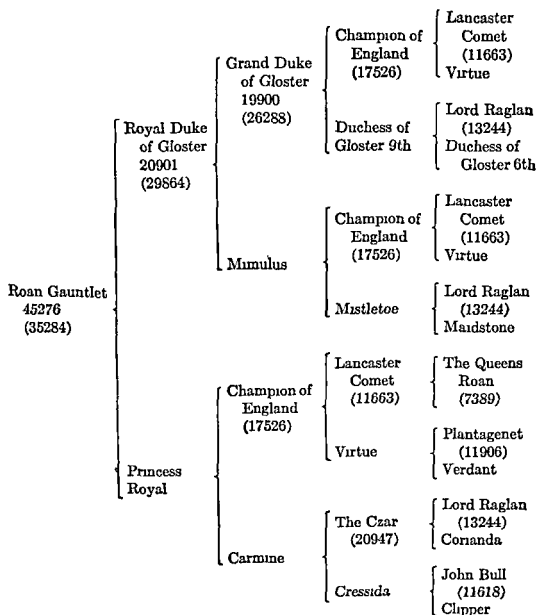 Roan Gauntlet
45276
(35284)
Royal Duke
of Gloster
20901
(29864)
Princess
Royal
Grand Duke
of Gloster
19900
(26288)
Mimulus
Champion of
England
(17526)
Carmine
Champion of
England
(17526)
Duchess of
Gloster 9th
Champion of
England
(17526)
Mistletoe
Lancaster
Comet
(11663)
Virtue
The Czar
(20947)
Cressida
Lancaster
Comet
(11663)
Virtue
Lord Raglan
(13244)
Duchess of
Gloster 6th
Lancaster
Comet
(11663)
Virtue
Lord Raglan
(13244)
Maidstone
The Queens
Roan
(7389)
Plantagenet
(11906)
Verdant
Lord Raglan
(13244)
Corianda
John Bull
(11618)
Clipper